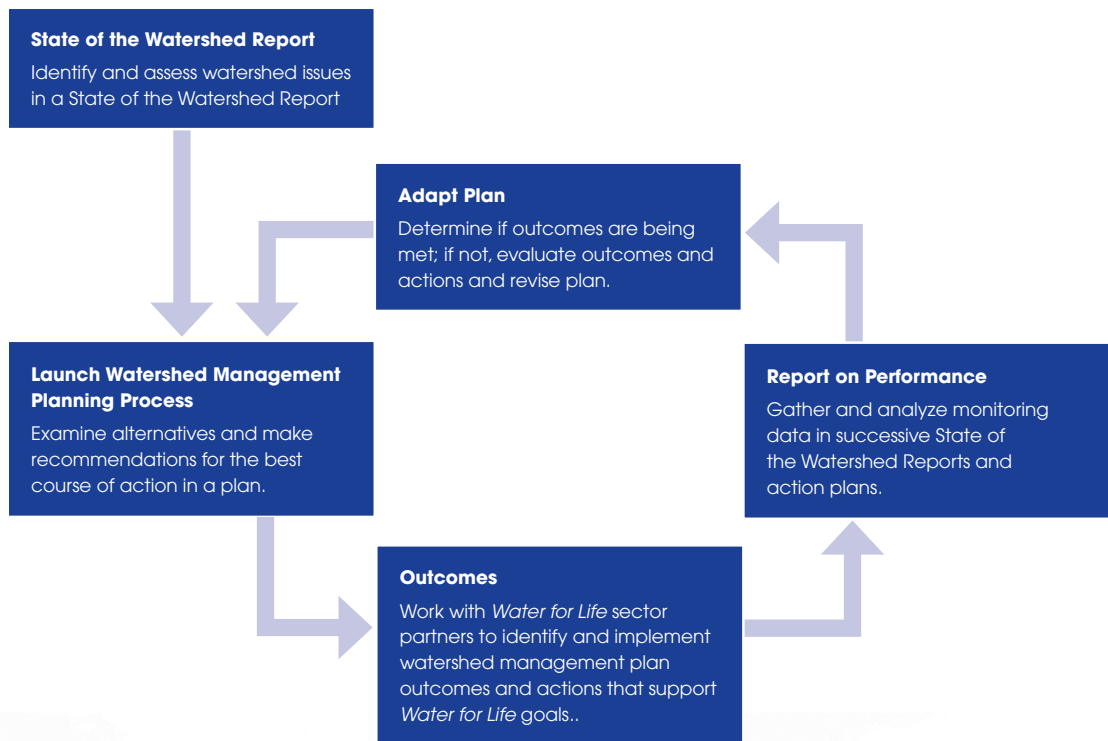 State of the Watershed Report
Identify and assess watershed issues
in a State of the Watershed Report
Adapt Plan
Determine if outcomes are being
met; if not, evaluate outcomes and
actions and revise plan.
Launch Watershed Management
Planning Process
Examine alternatives and make
recommendations for the best
course of action in a plan.
Report on Performance
Gather and analyze monitoring
data in successive State of
the Watershed Reports and
action plans.
Outcomes
Work with Water for Life sector
partners to identify and implement
watershed management plan
outcomes and actions that support
Water for Life goals..